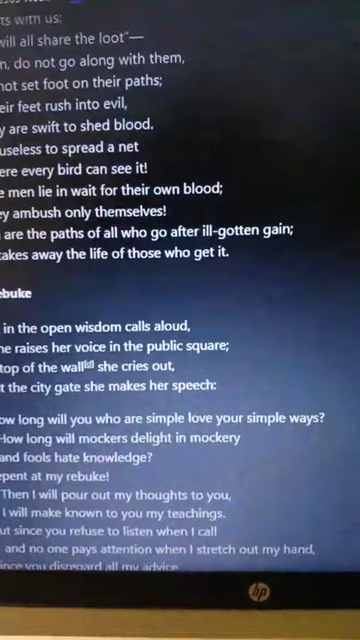 ts with us;
will all share the loot"—
n, do not go along with them,
not set foot on their paths;
eir feet rush into evil,
y are swift to shed blood.
useless to spread a net
ere every bird can see it!
e men lie in wait for their own blood;
ey ambush only themselves!
are the paths of all who go after ill-gotten gain;
takes away the life of those who get it.
ebuke
in the open wisdom calls aloud,
he raises her voice in the public square;
top of the wall she cries out,
t the city gate she makes her speech:
ow long will you who are simple love your simple ways?
How long will mockers delight in mockery
and fools hate knowledge?
epent at my rebuke!
Then I will pour out my thoughts to you,
I will make known to you my teachings.
ut since you refuse to listen when I call
and no one pays attention when I stretch out my hand,
ince you disregard all my advice
hp